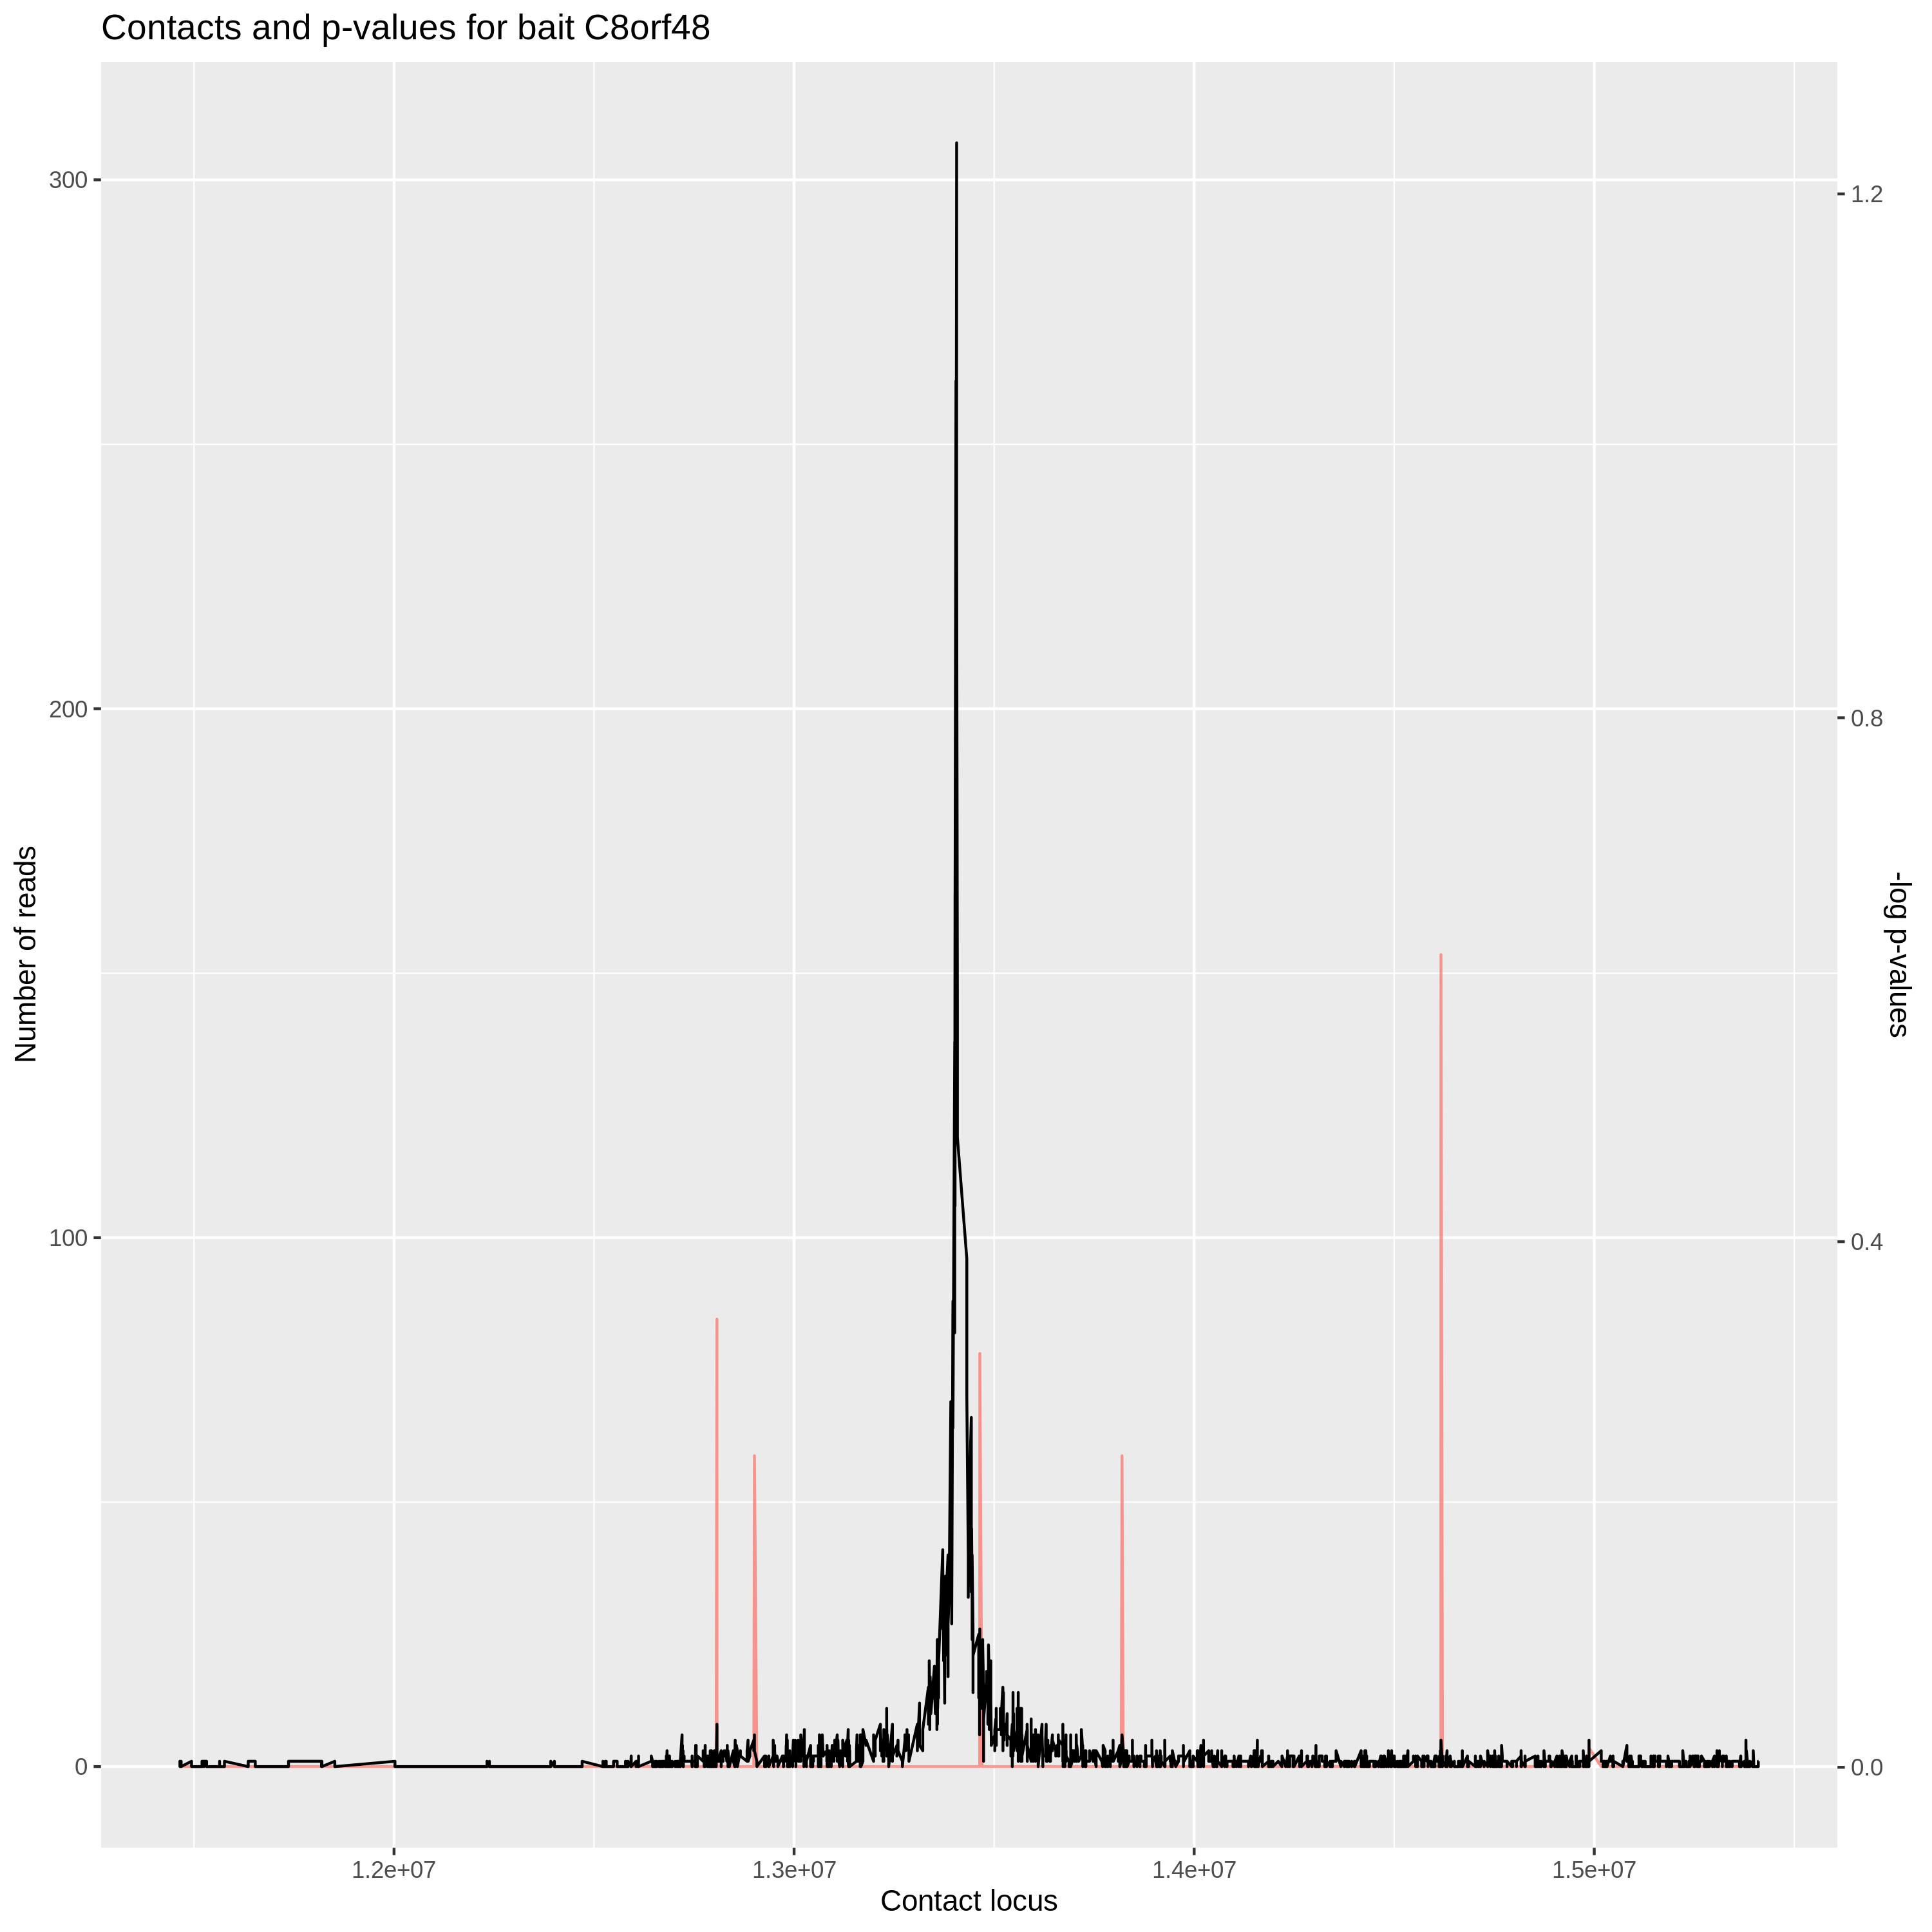 Contacts and p-values for bait C8orf48
300
200
100
0
Number of reads
1.2
0.8
0.4
0.0
-log p-values
1.2e+07
1.3e+07
1.4e+07
1.5e+07
Contact locus